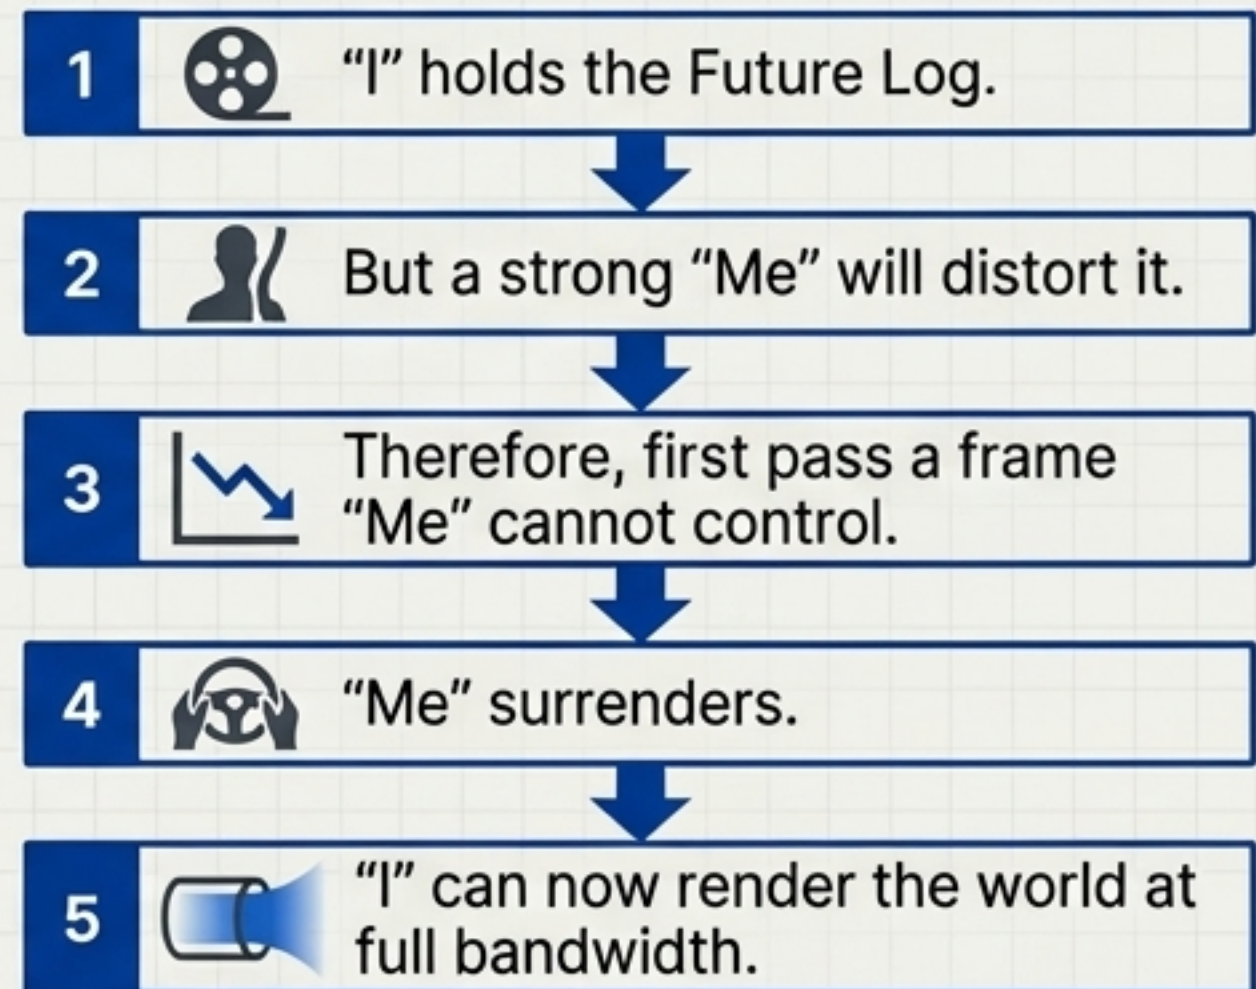 1
“I” holds the Future Log.
2
But a strong “Me” will distort it.
3
Therefore, first pass a frame
“Me” cannot control.
4
“Me” surrenders.
5
“I” can now render the world at
full bandwidth.